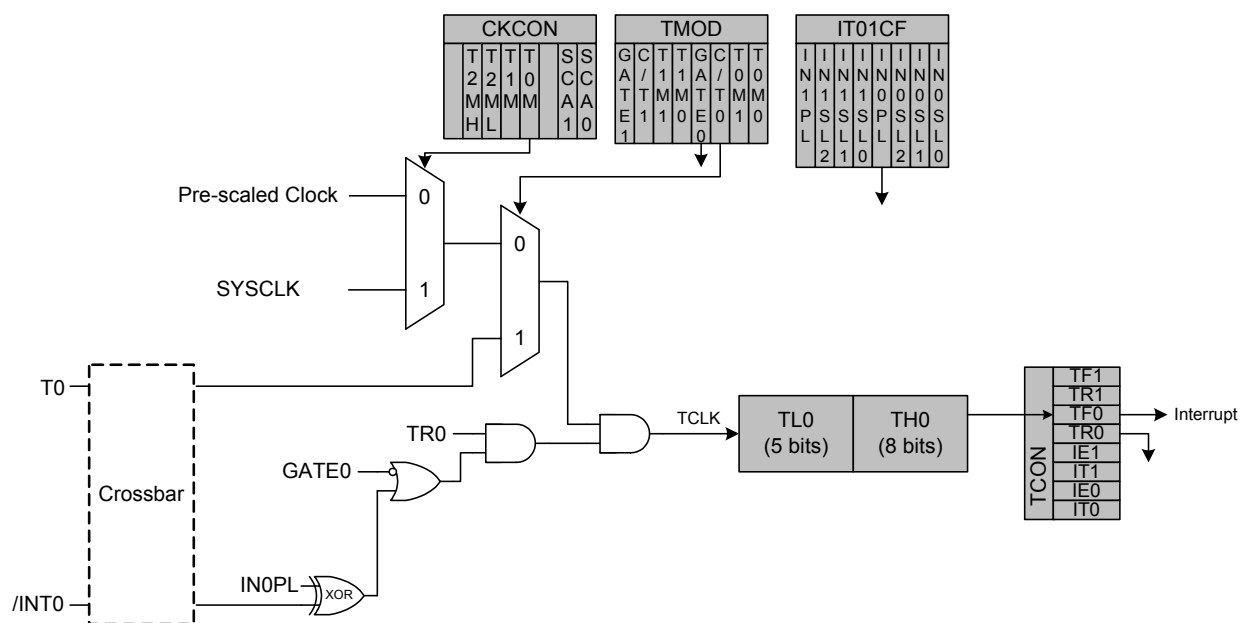 CKCON
T2MH
T2ML
T1M
T0M
SCA1
SCA0
TMOD
GATE1
C/T1
T1M1
T1M0
GATE0
C/T0
T0M1
T0M0
IT01CF
IN1PL
IN1SL2
IN1SL1
IN1SL0
IN0PL
IN0SL2
IN0SL1
IN0SL0
Pre-scaled Clock
0
SYSCLK
1
0
1
T0
Crossbar
/INT0
TR0
GATE0
IN0PL
XOR
TCLK
TL0
(5 bits)
TH0
(8 bits)
TCON
TF1
TR1
TF0
TR0
IE1
IT1
IE0
IT0
Interrupt